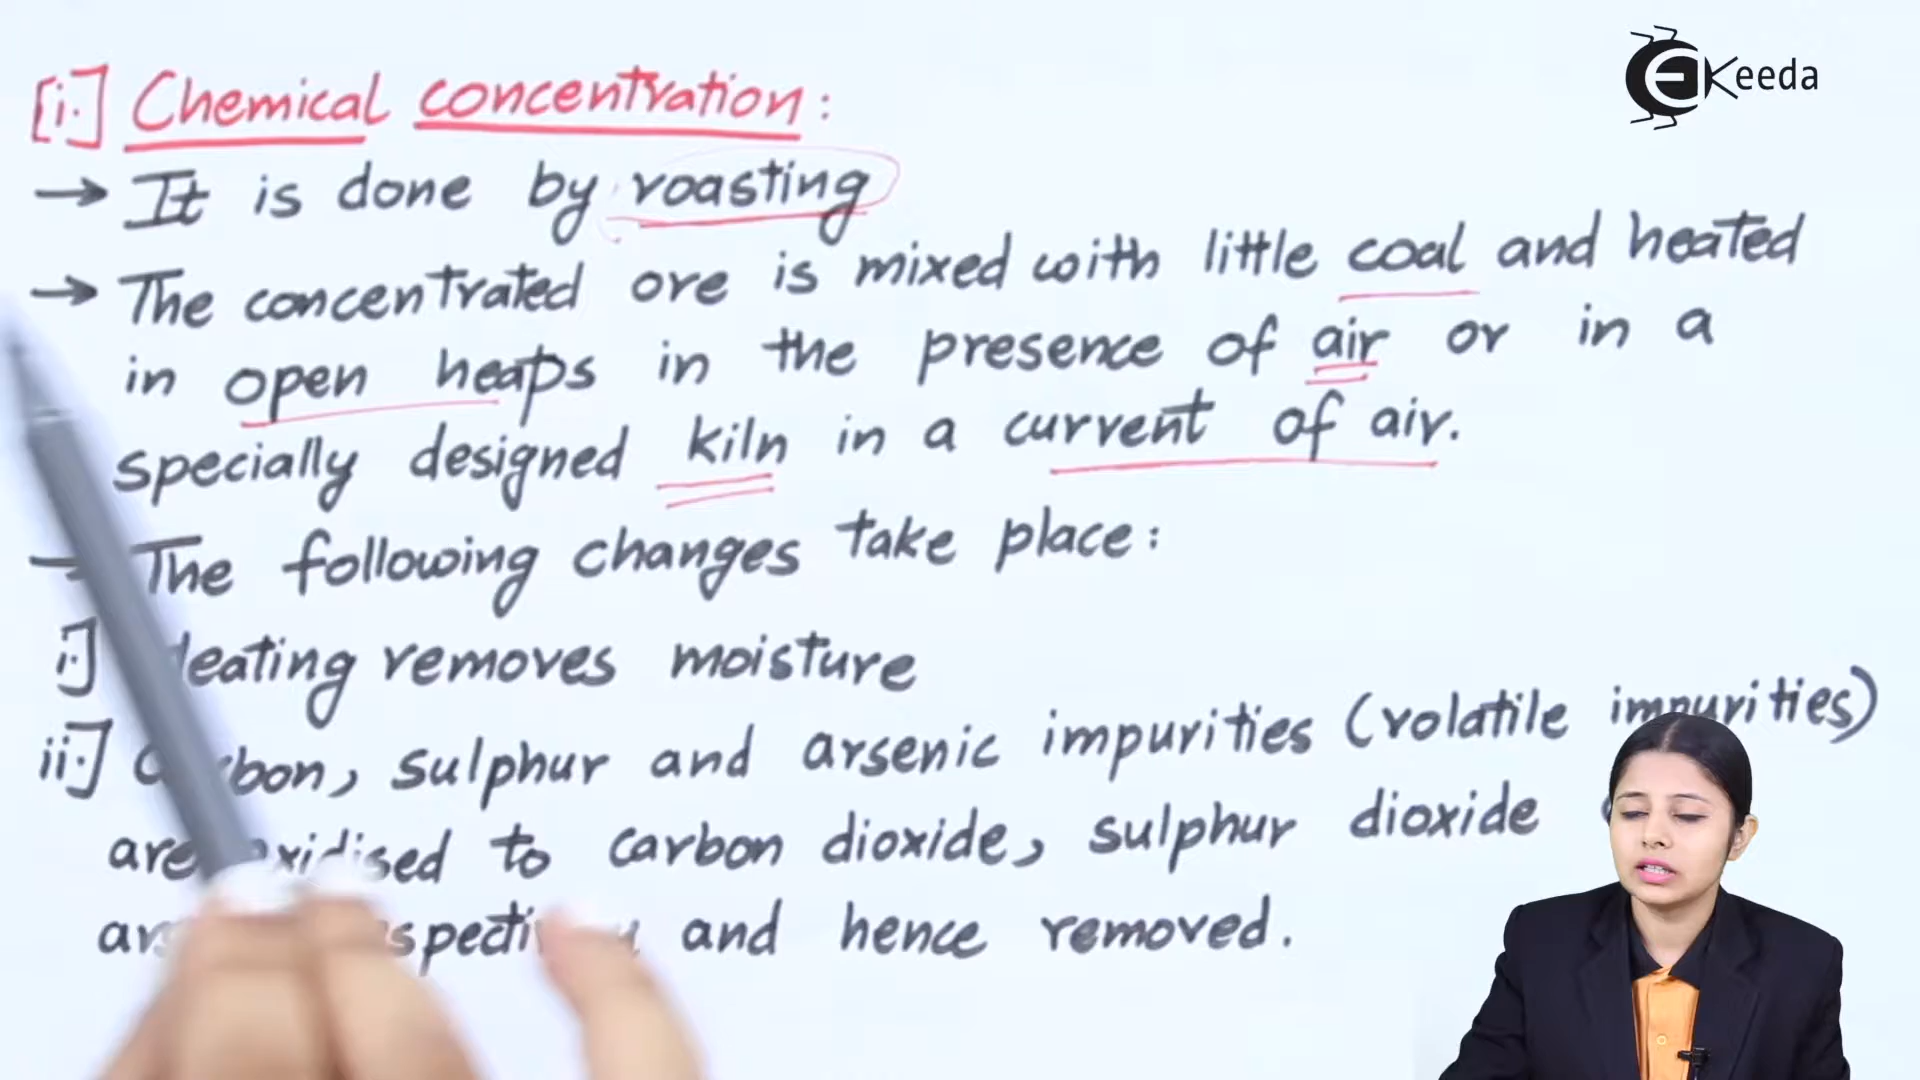 EKeeda
[i.] Chemical concentration:
→ It is done by roasting
→ The concentrated ore is mixed with little coal and heated
in open heaps in the presence of air or in a
specially designed kiln in a current of air.
The following changes take place:
i.] Heating removes moisture
ii.] Carbon, sulphur and arsenic impurities (volatile impurities)
are oxidised to carbon dioxide, sulphur dioxide
and hence removed.